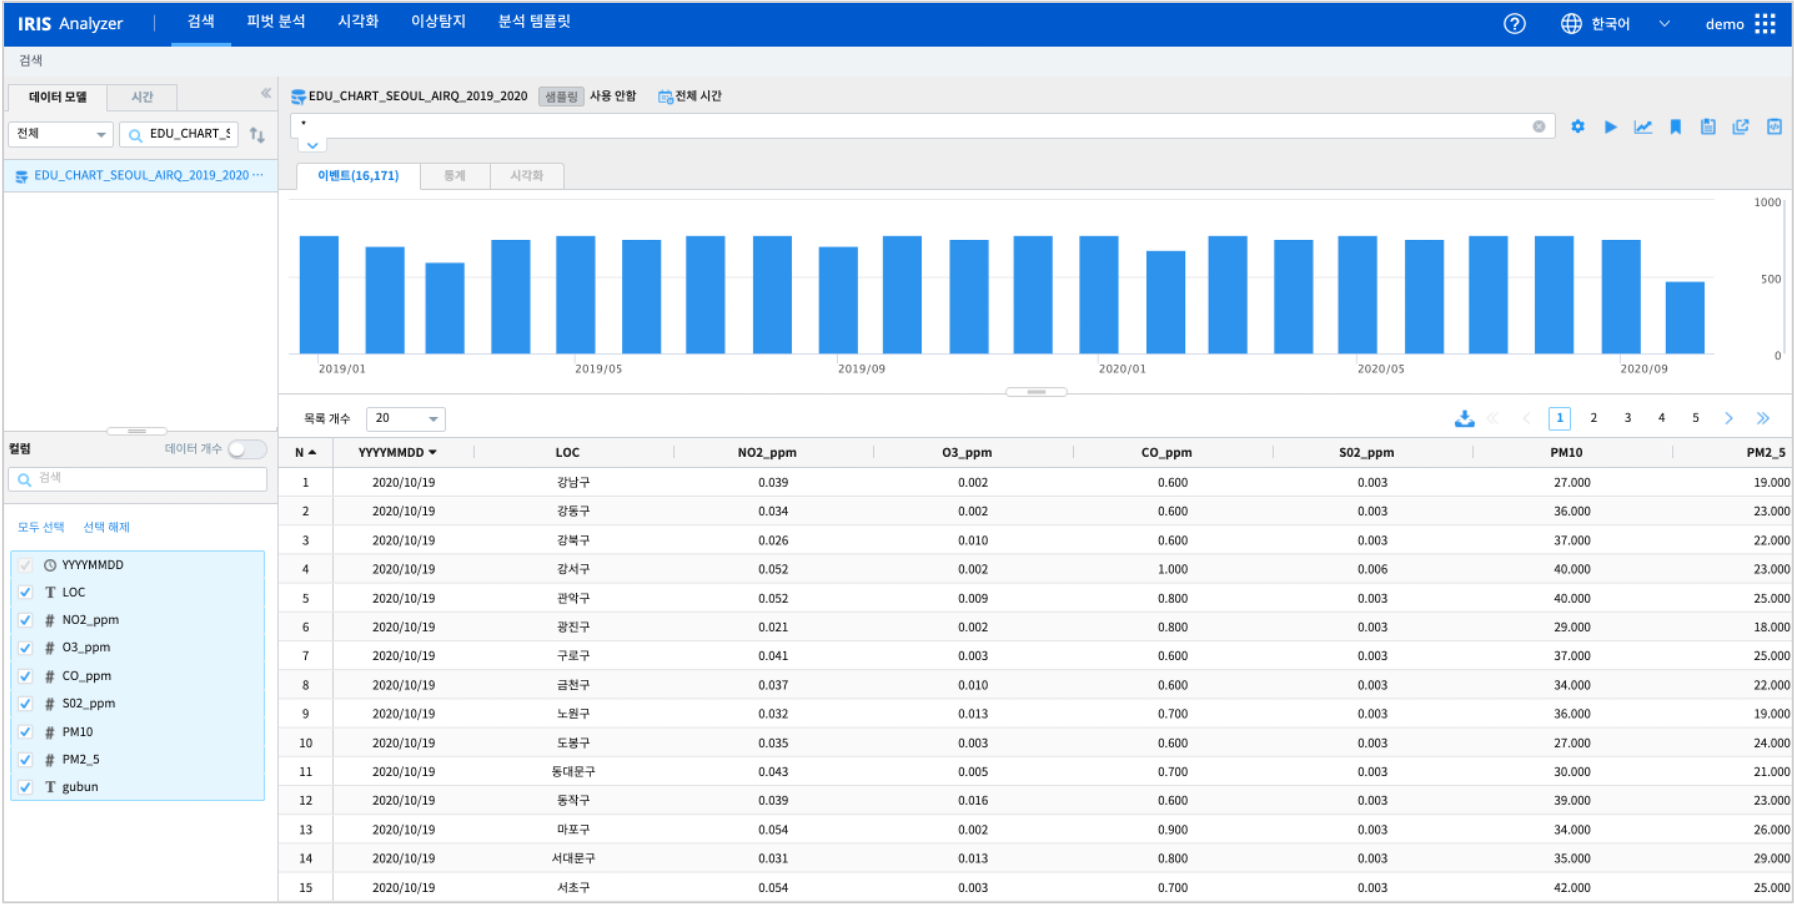 IRIS Analyzer 검색 피벗 분석 시각화 이상탐지 분석 템플릿 한국어 demo
검색
데이터 모델 시간
전체 EDU_CHART_S
EDU_CHART_SEOUL_AIRQ_2019_2020 ···
컬럼 데이터 개수
검색
모두 선택 선택 해제
YYYYMMDD
T LOC
# NO2_ppm
# O3_ppm
# CO_ppm
# S02_ppm
# PM10
# PM2_5
T gubun
EDU_CHART_SEOUL_AIRQ_2019_2020 샘플링 사용 안함 전체 시간
*
이벤트(16,171) 통계 시각화
1000
500
0
2019/01 2019/05 2019/09 2020/01 2020/05 2020/09
목록 개수 20 1 2 3 4 5
N YYYYMMDD LOC NO2_ppm O3_ppm CO_ppm S02_ppm PM10 PM2_5
1 2020/10/19 강남구 0.039 0.002 0.600 0.003 27.000 19.000
2 2020/10/19 강동구 0.034 0.002 0.600 0.003 36.000 23.000
3 2020/10/19 강북구 0.026 0.010 0.600 0.003 37.000 22.000
4 2020/10/19 강서구 0.052 0.002 1.000 0.006 40.000 23.000
5 2020/10/19 관악구 0.052 0.009 0.800 0.003 40.000 25.000
6 2020/10/19 광진구 0.021 0.002 0.800 0.003 29.000 18.000
7 2020/10/19 구로구 0.041 0.003 0.600 0.003 37.000 25.000
8 2020/10/19 금천구 0.037 0.010 0.600 0.003 34.000 22.000
9 2020/10/19 노원구 0.032 0.013 0.700 0.003 36.000 19.000
10 2020/10/19 도봉구 0.035 0.003 0.600 0.003 27.000 24.000
11 2020/10/19 동대문구 0.043 0.005 0.700 0.003 30.000 21.000
12 2020/10/19 동작구 0.039 0.016 0.600 0.003 39.000 23.000
13 2020/10/19 마포구 0.054 0.002 0.900 0.003 34.000 26.000
14 2020/10/19 서대문구 0.031 0.013 0.800 0.003 35.000 29.000
15 2020/10/19 서초구 0.054 0.003 0.700 0.003 42.000 25.000